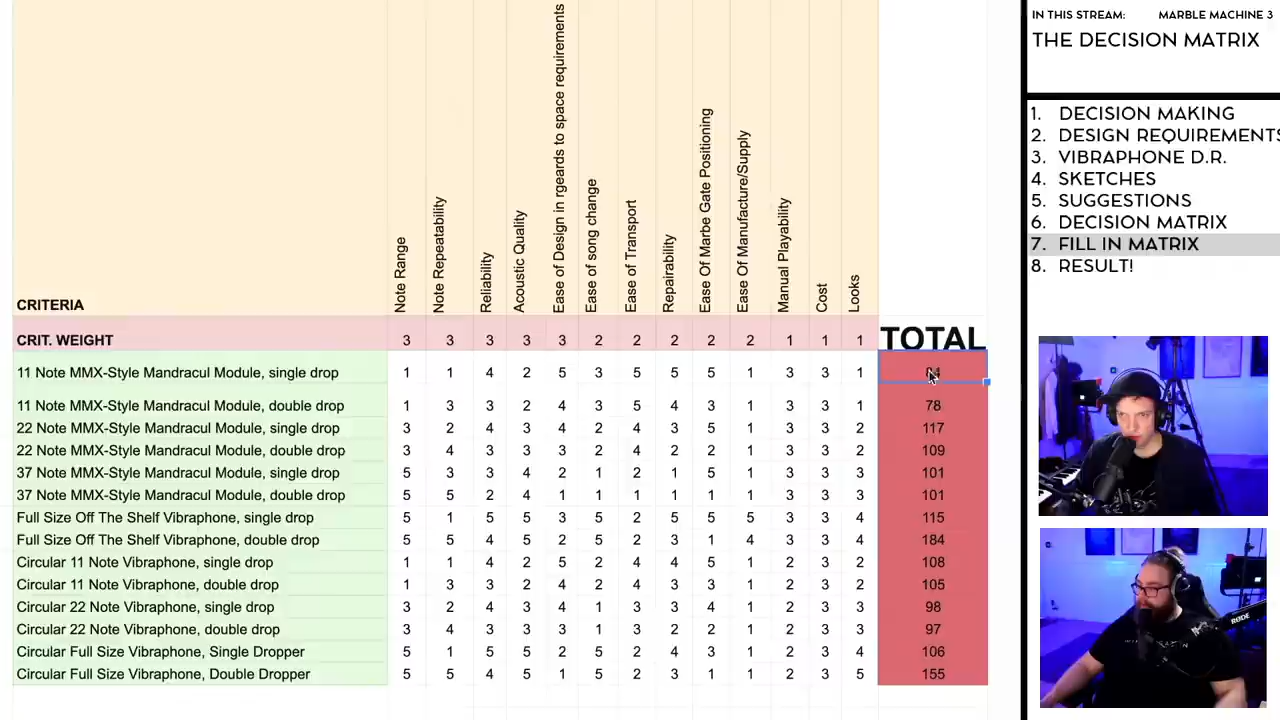 IN THIS STREAM: MARBLE MACHINE 3
THE DECISION MATRIX
1. DECISION MAKING
2. DESIGN REQUIREMENTS
3. VIBRAPHONE D.R.
4. SKETCHES
5. SUGGESTIONS
6. DECISION MATRIX
7. FILL IN MATRIX
8. RESULT!
CRITERIA
Note Range
Note Repeatability
Reliability
Acoustic Quality
Ease of Design in rgeards to space requirements
Ease of song change
Ease of Transport
Repairability
Ease Of Marbe Gate Positioning
Ease Of Manufacture/Supply
Manual Playability
Cost
Looks
CRIT. WEIGHT 3 3 3 3 3 2 2 2 2 2 1 1 1 TOTAL
11 Note MMX-Style Mandracul Module, single drop 1 1 4 2 5 3 5 5 5 1 3 3 1
11 Note MMX-Style Mandracul Module, double drop 1 3 3 2 4 3 5 4 3 1 3 3 1 78
22 Note MMX-Style Mandracul Module, single drop 3 2 4 3 4 2 4 3 5 1 3 3 2 117
22 Note MMX-Style Mandracul Module, double drop 3 4 3 3 3 2 4 2 2 1 3 3 2 109
37 Note MMX-Style Mandracul Module, single drop 5 3 3 4 2 1 2 1 5 1 3 3 3 101
37 Note MMX-Style Mandracul Module, double drop 5 5 2 4 1 1 1 1 1 1 3 3 3 101
Full Size Off The Shelf Vibraphone, single drop 5 1 5 5 3 5 2 5 5 5 3 3 4 115
Full Size Off The Shelf Vibraphone, double drop 5 5 4 5 2 5 2 3 1 4 3 3 4 184
Circular 11 Note Vibraphone, single drop 1 1 4 2 5 2 4 4 5 1 2 3 2 108
Circular 11 Note Vibraphone, double drop 1 3 3 2 4 2 4 3 3 1 2 3 2 105
Circular 22 Note Vibraphone, single drop 3 2 4 3 4 1 3 3 4 1 2 3 3 98
Circular 22 Note Vibraphone, double drop 3 4 3 3 3 1 3 2 2 1 2 3 3 97
Circular Full Size Vibraphone, Single Dropper 5 1 5 5 2 5 2 4 3 1 2 3 4 106
Circular Full Size Vibraphone, Double Dropper 5 5 4 5 1 5 2 3 1 1 2 3 5 155
RØDE